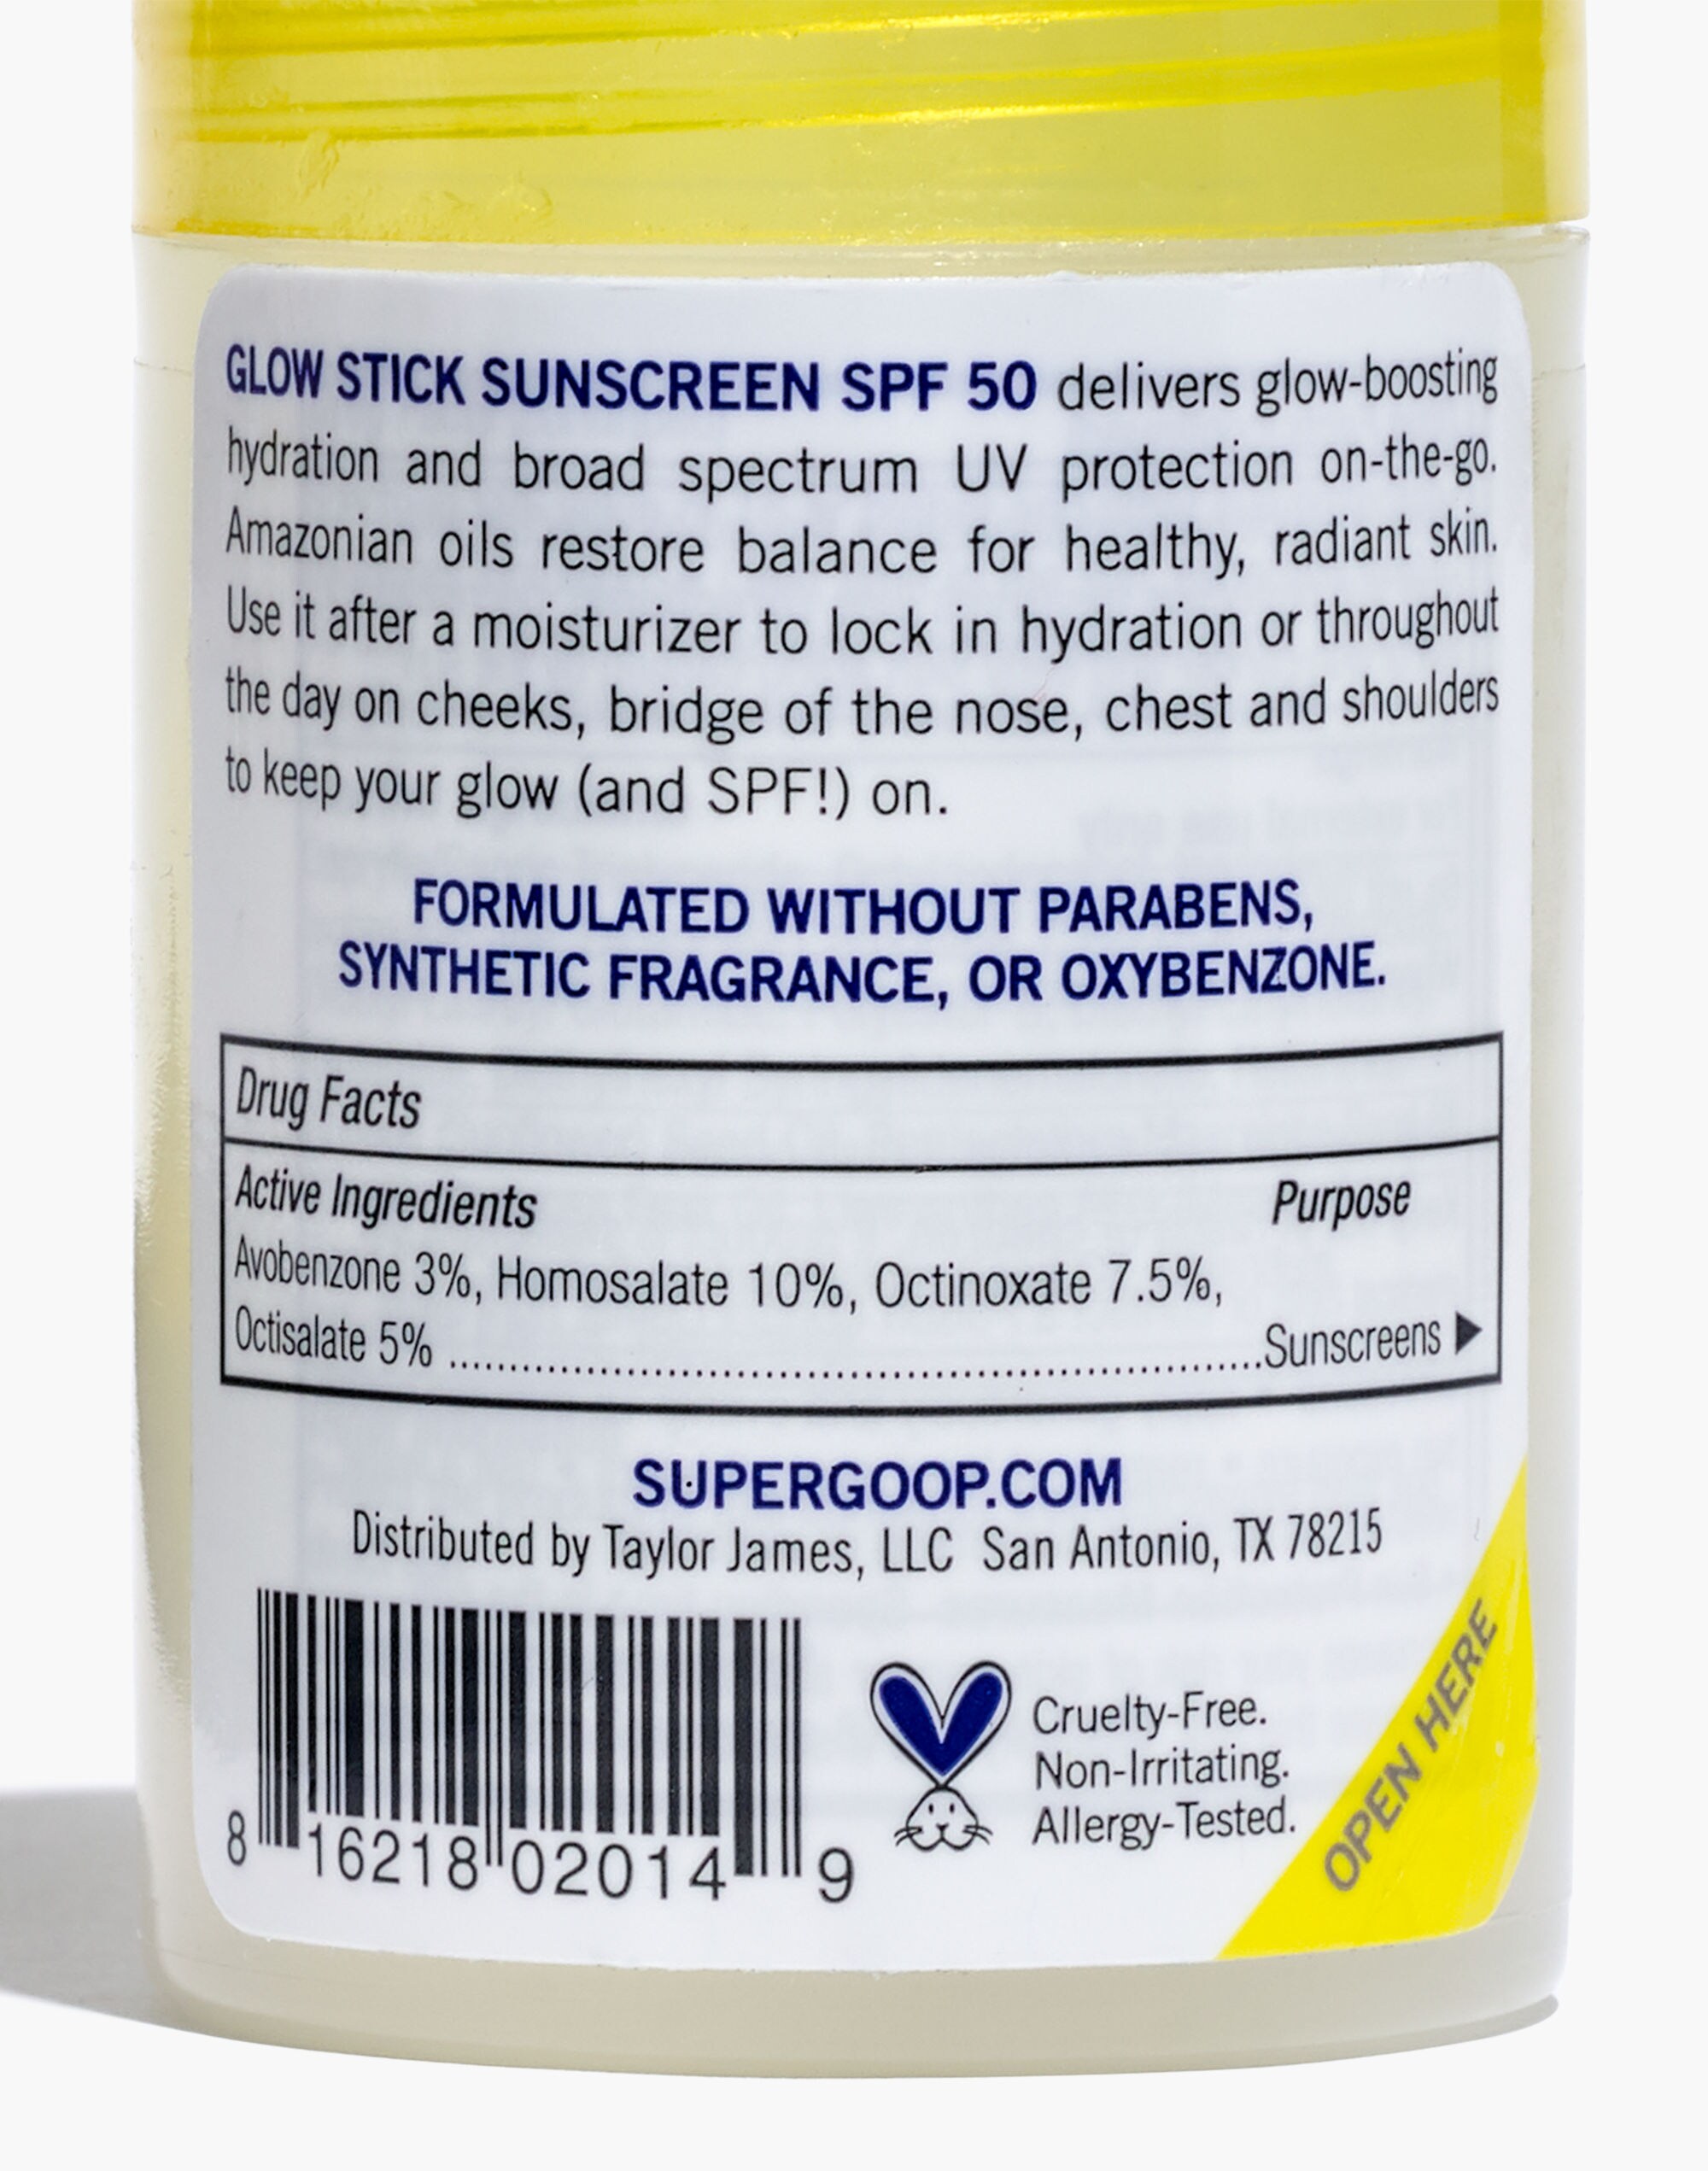 GLOW STICK SUNSCREEN SPF 50 delivers glow-boosting
hydration and broad spectrum UV protection on-the-go.
Amazonian oils restore balance for healthy, radiant skin.
Use it after a moisturizer to lock in hydration or throughout
the day on cheeks, bridge of the nose, chest and shoulders
to keep your glow (and SPF!) on.
FORMULATED WITHOUT PARABENS,
SYNTHETIC FRAGRANCE, OR OXYBENZONE.
Drug Facts
Active Ingredients Purpose
Avobenzone 3%, Homosalate 10%, Octinoxate 7.5%,
Octisalate 5% ........................................................................Sunscreens ▶
SUPERGOOP.COM
Distributed by Taylor James, LLC San Antonio, TX 78215
8 16218 02014 9
Cruelty-Free.
Non-Irritating.
Allergy-Tested.
OPEN HERE